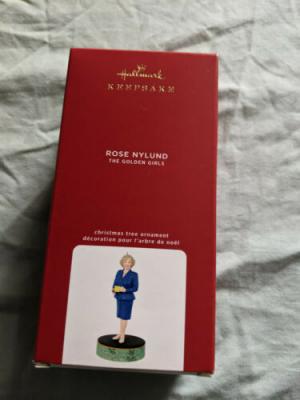 Hallmark
KEEPSAKE
ROSE NYLUND
THE GOLDEN GIRLS
christmas tree ornament
décoration pour l'arbre de noël